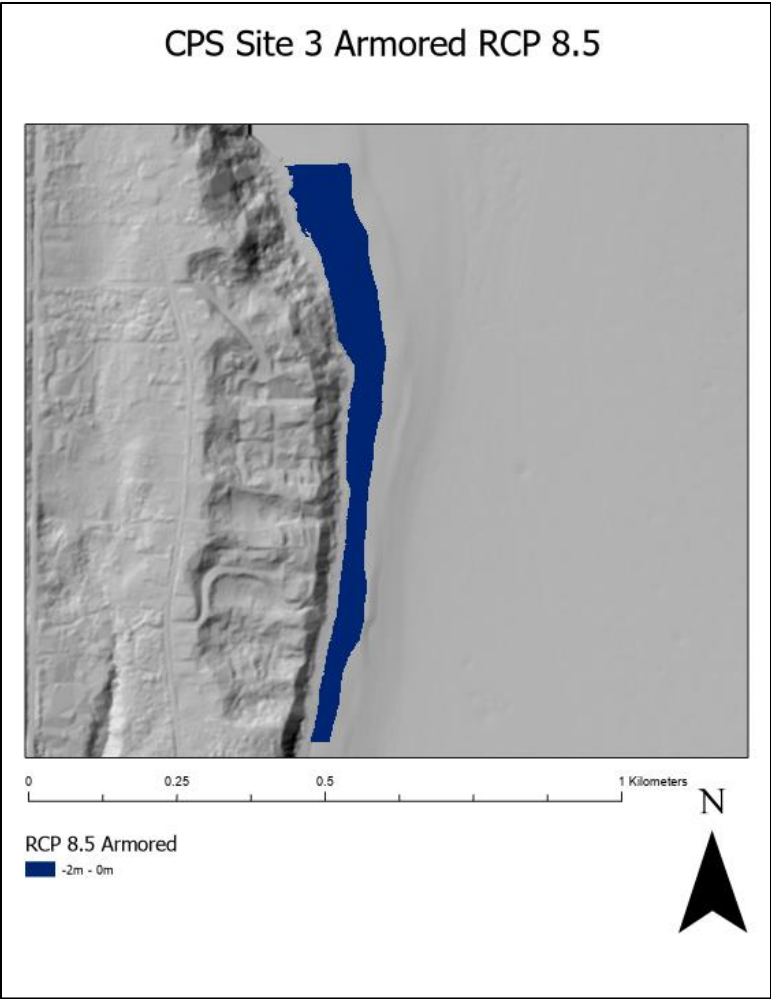 CPS Site 3 Armored RCP 8.5
0 0.25 0.5 1 Kilometers
N
RCP 8.5 Armored
-2m - 0m